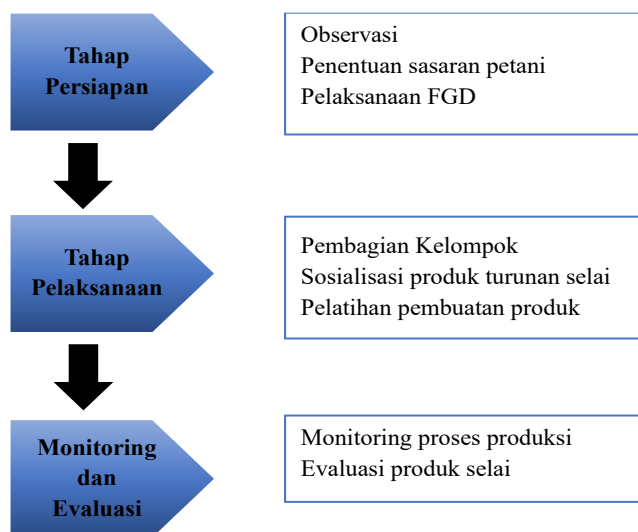 Tahap
Persiapan
Observasi
Penentuan sasaran petani
Pelaksanaan FGD
Tahap
Pelaksanaan
Pembagian Kelompok
Sosialisasi produk turunan selai
Pelatihan pembuatan produk
Monitoring
dan
Evaluasi
Monitoring proses produksi
Evaluasi produk selai